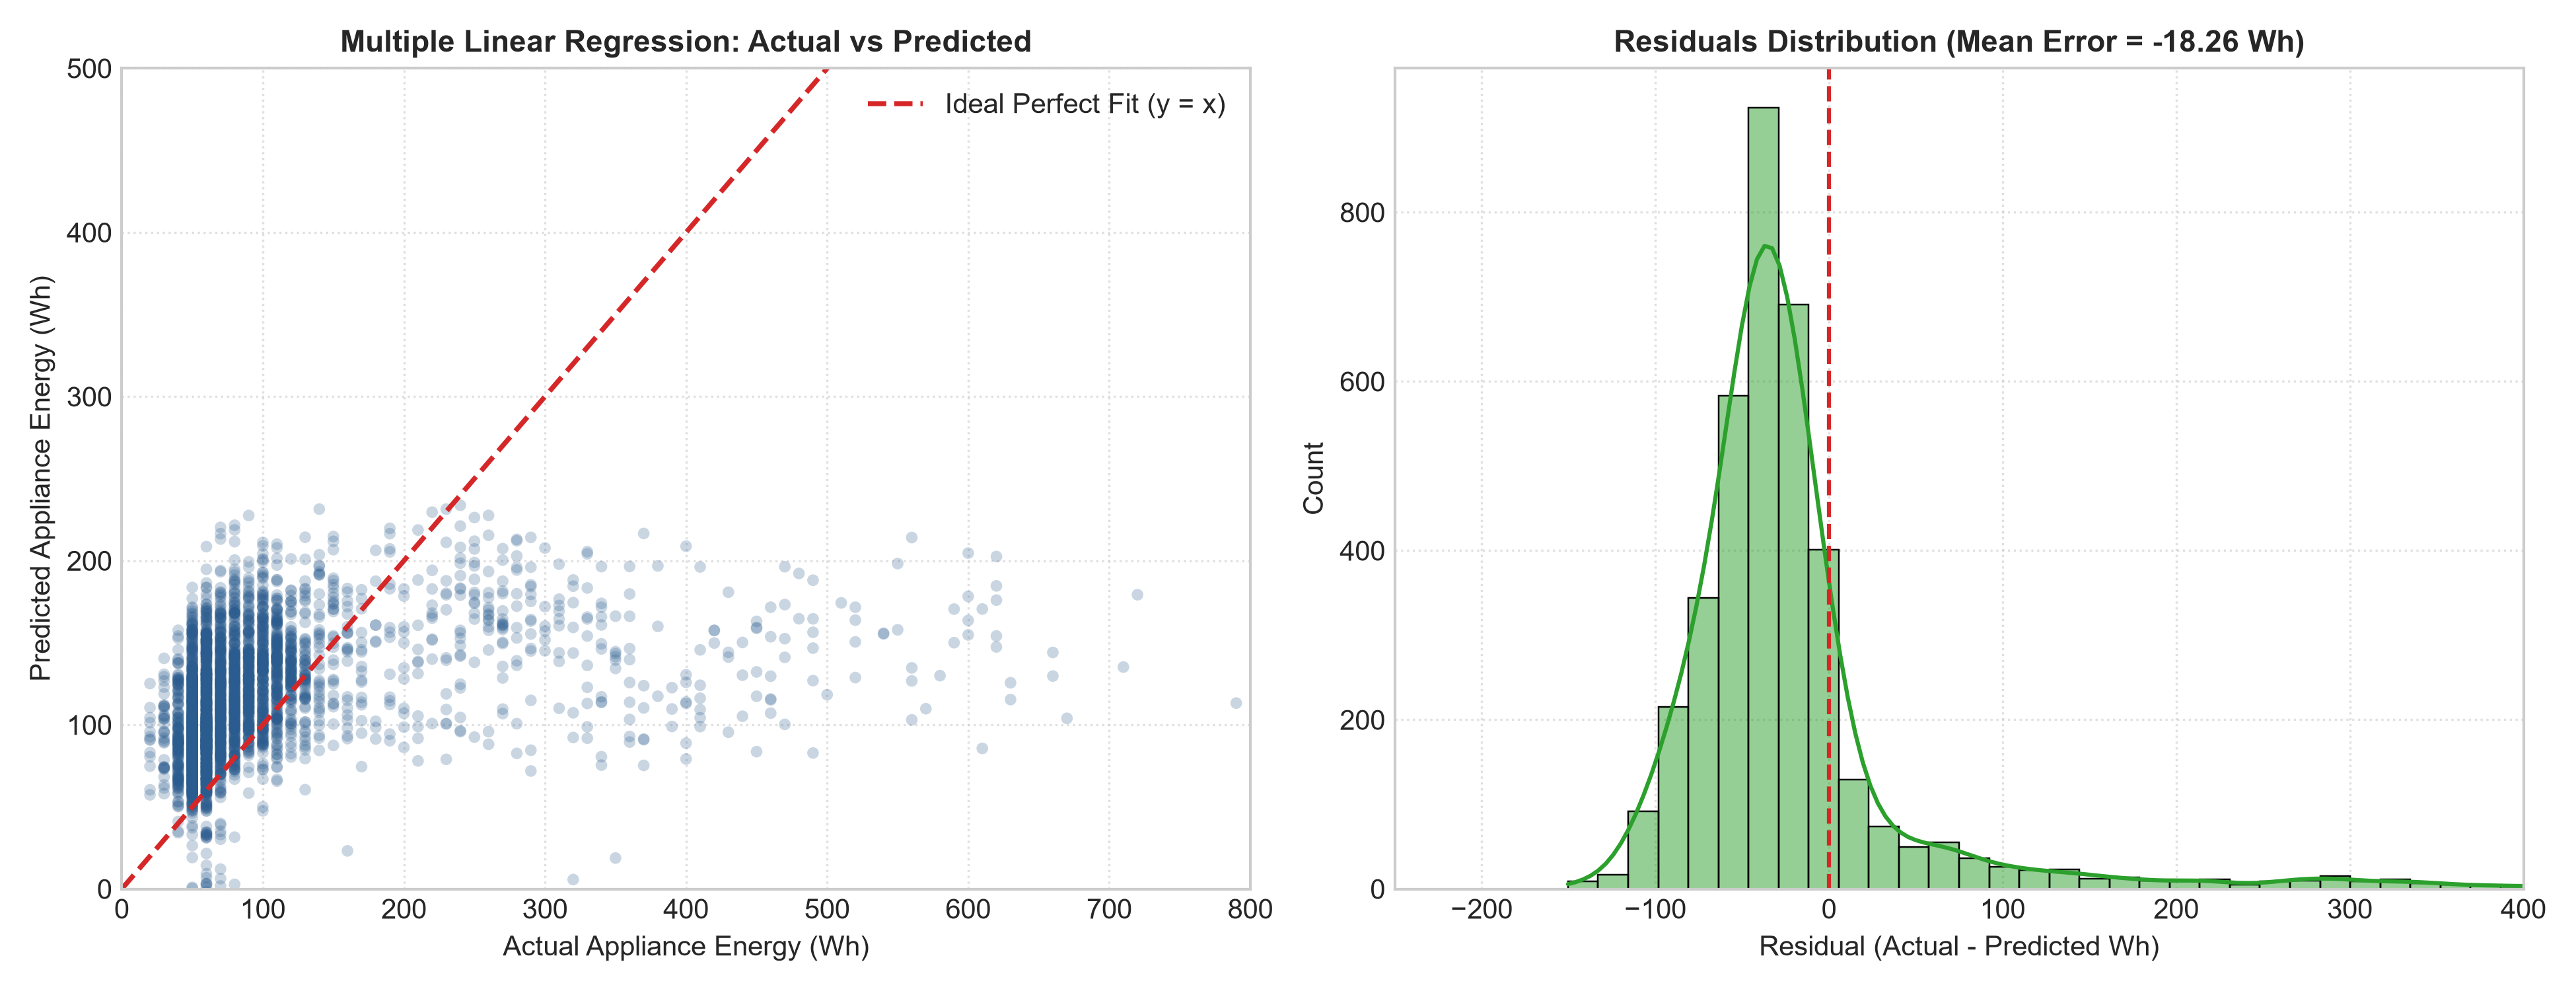 Multiple Linear Regression: Actual vs Predicted
Ideal Perfect Fit (y = x)
Predicted Appliance Energy (Wh)
500
400
300
200
100
0
0 100 200 300 400 500 600 700 800
Actual Appliance Energy (Wh)
Residuals Distribution (Mean Error = -18.26 Wh)
Count
800
600
400
200
0
−200 −100 0 100 200 300 400
Residual (Actual - Predicted Wh)